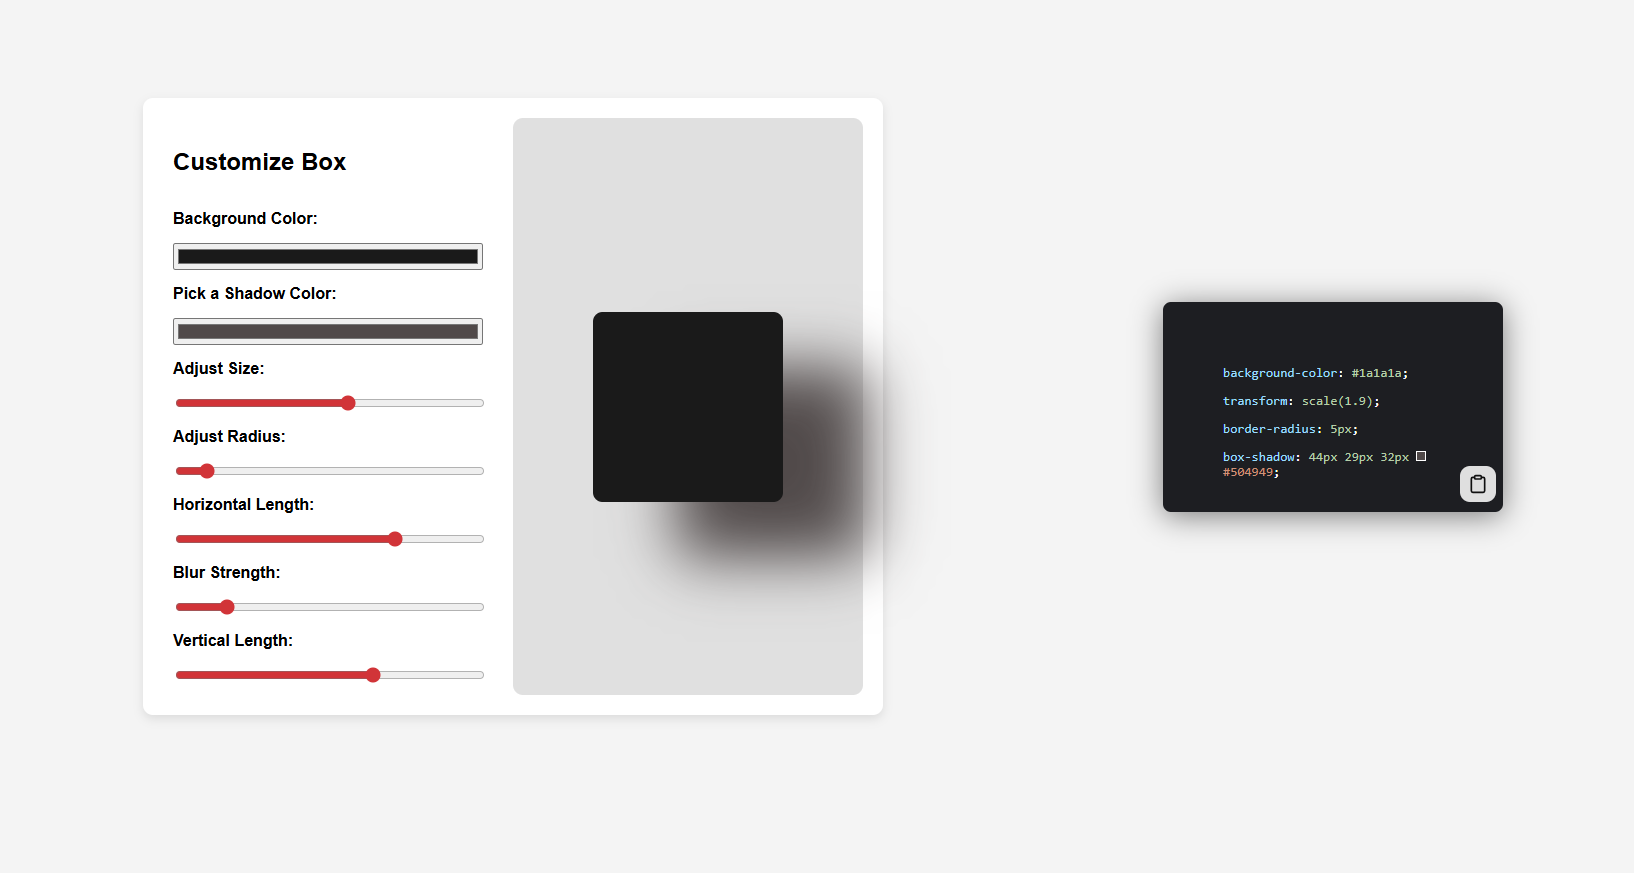 Customize Box
Background Color:
Pick a Shadow Color:
Adjust Size:
Adjust Radius:
Horizontal Length:
Blur Strength:
Vertical Length:
background-color: #1a1a1a;
transform: scale(1.9);
border-radius: 5px;
box-shadow: 44px 29px 32px
#504949;